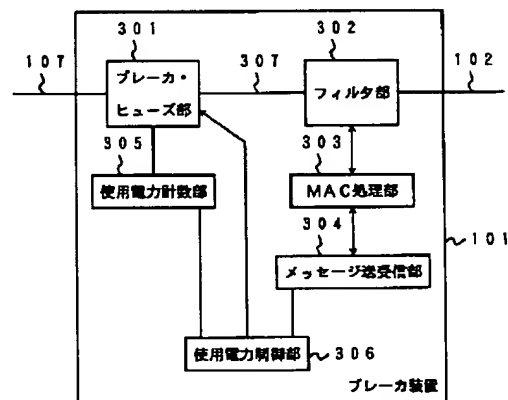 301
302
107
307
102
ブレーカ・
ヒューズ部
フィルタ部
305
303
使用電力計数部
MAC処理部
101
304
メッセージ送受信部
使用電力制御部
306
ブレーカ装置